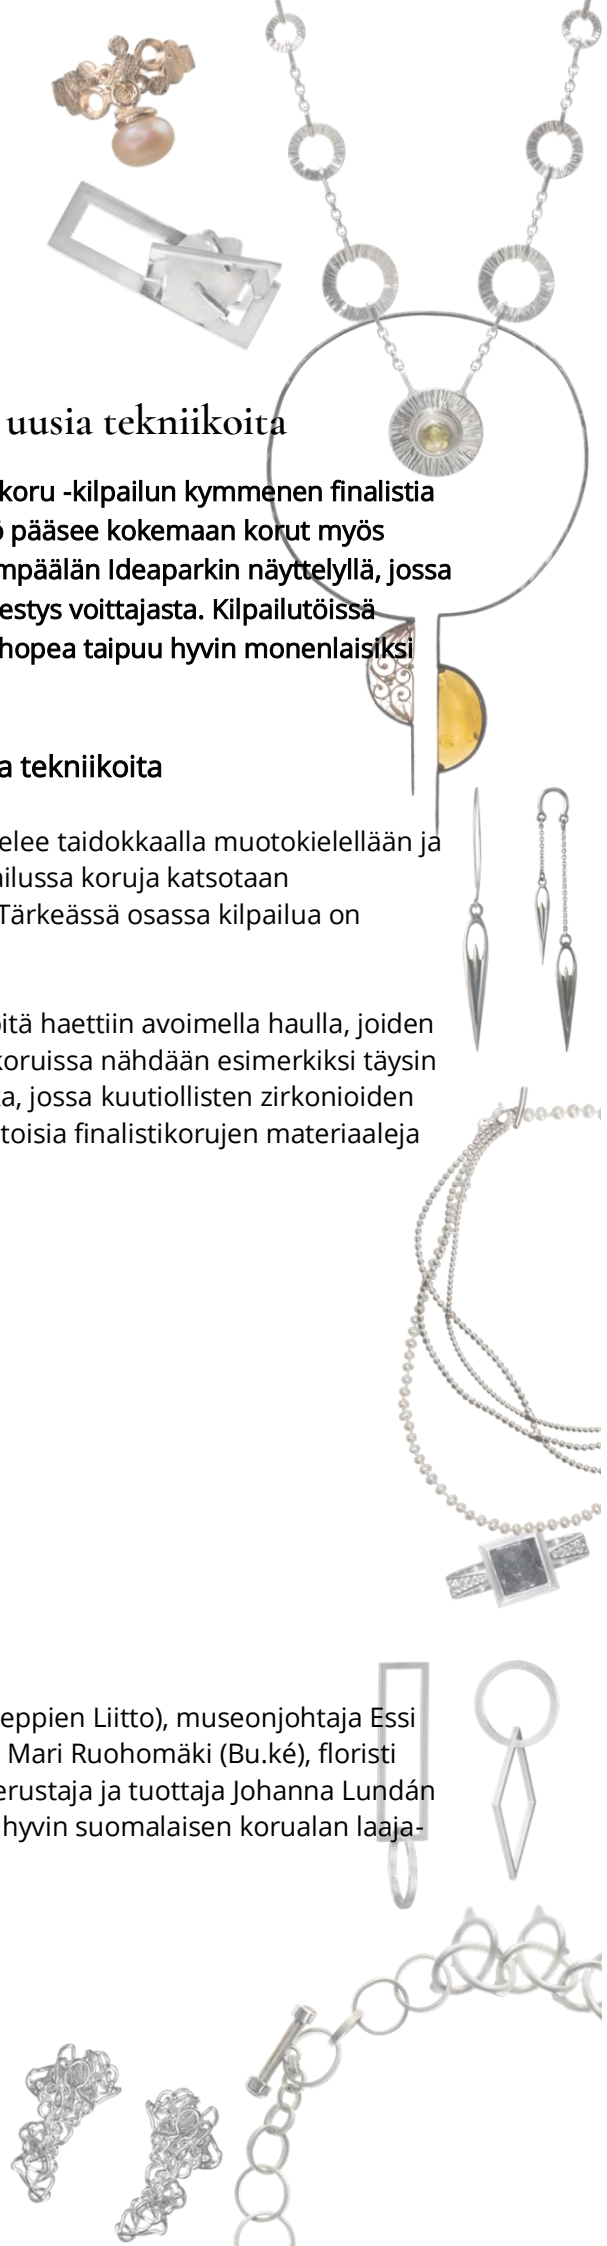 uusia tekniikoita
koru -kilpailun kymmenen finalistia
pääsee kokemaan korut myös
mpäälän Ideaparkin näyttelyllä, jossa
estys voittajasta. Kilpailutöissä
hopea taipuu hyvin monenlaisiksi
a tekniikoita
elee taidokkaalla muotokielellään ja
ailussa koruja katsotaan
Tärkeässä osassa kilpailua on
itä haettiin avoimella haulla, joiden
koruissa nähdään esimerkiksi täysin
a, jossa kuutiollisten zirkonioiden
toisia finalistikorujen materiaaleja
eppien Liitto), museonjohtaja Essi
Mari Ruohomäki (Bu.ké), floristi
erustaja ja tuottaja Johanna Lundán
hyvin suomalaisen korualan laaja-